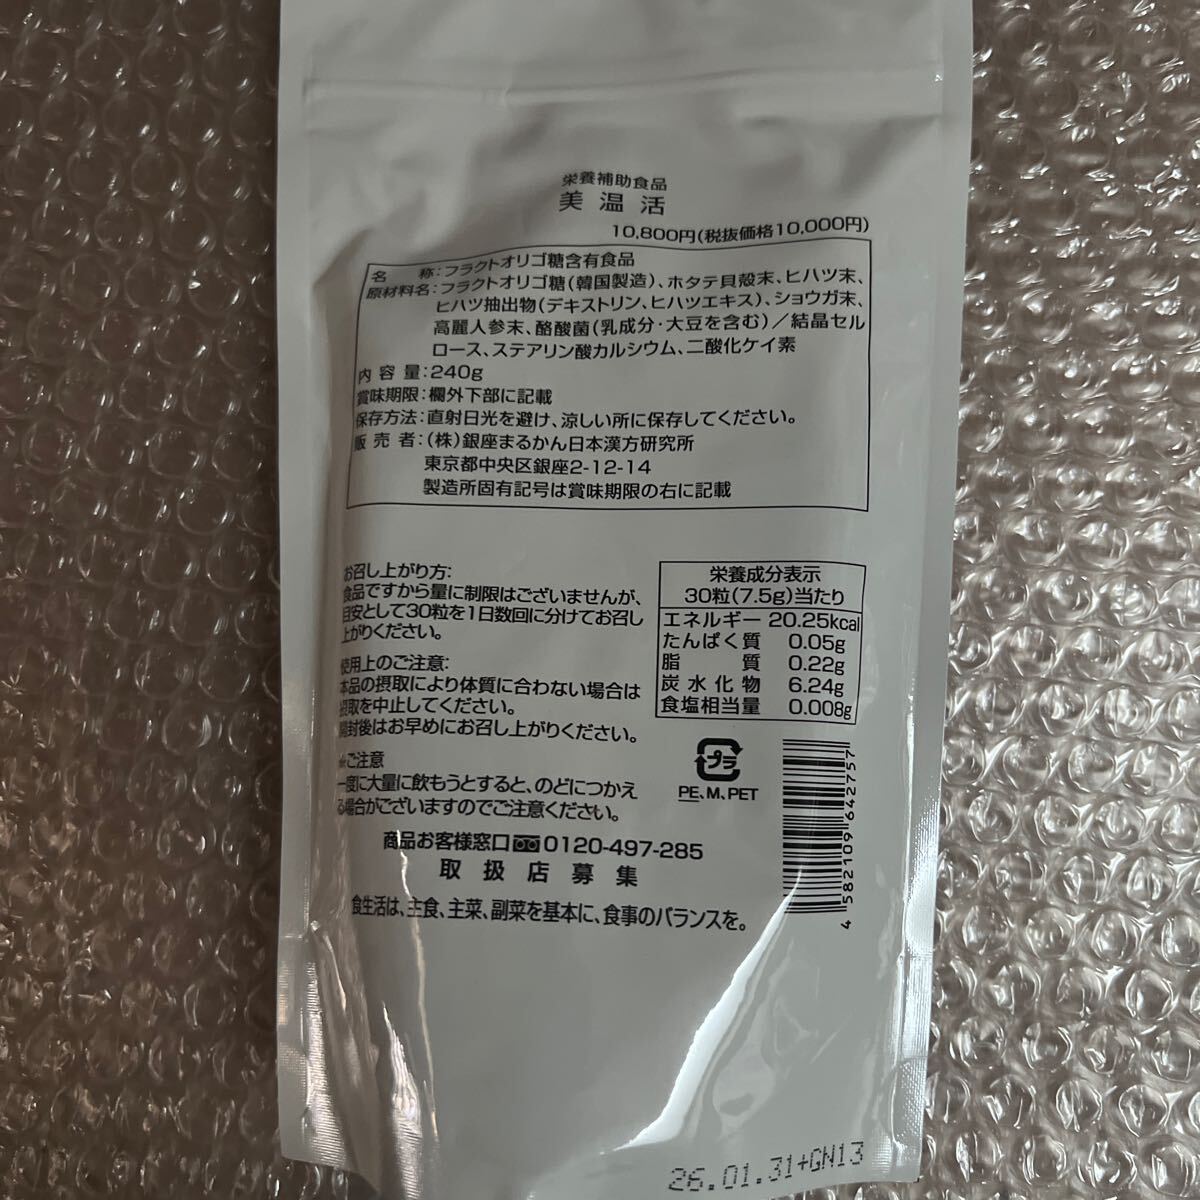 栄養補助食品
美温活
10,800円(税抜価格10,000円)
名　　称:フラクトオリゴ糖含有食品
原材料名:フラクトオリゴ糖(韓国製造)、ホタテ貝殻末、ヒハツ末、
ヒハツ抽出物(デキストリン、ヒハツエキス)、ショウガ末、
高麗人参末、酪酸菌(乳成分・大豆を含む)／結晶セル
ロース、ステアリン酸カルシウム、二酸化ケイ素
内容量:240g
賞味期限:欄外下部に記載
保存方法:直射日光を避け、涼しい所に保存してください。
販売者:(株)銀座まるかん日本漢方研究所
東京都中央区銀座2-12-14
製造所固有記号は賞味期限の右に記載
お召し上がり方:
食品ですから量に制限はございませんが、
目安として30粒を1日数回に分けてお召し
上がりください。
使用上のご注意:
本品の摂取により体質に合わない場合は
摂取を中止してください。
開封後はお早めにお召し上がりください。
※ご注意
一度に大量に飲もうとすると、のどにつかえ
る場合がございますのでご注意ください。
栄養成分表示
30粒(7.5g)当たり
エネルギー 20.25kcal
たんぱく質 0.05g
脂質 0.22g
炭水化物 6.24g
食塩相当量 0.008g
プラ
PE、M、PET
4 582109 642757
商品お客様窓口 0120-497-285
取扱店募集
食生活は、主食、主菜、副菜を基本に、食事のバランスを。
26.01.31+GN13